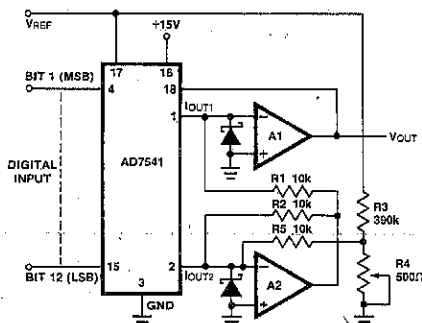 VREF
+15V
BIT 1 (MSB)
17
16
4
18
1
IOUT1
A1
VOUT
DIGITAL
INPUT
AD7541
R1 10k
R2 10k
R5 10k
R3
390k
BIT 12 (LSB)
15
2
3
IOUT2
A2
R4
500Ω
GND